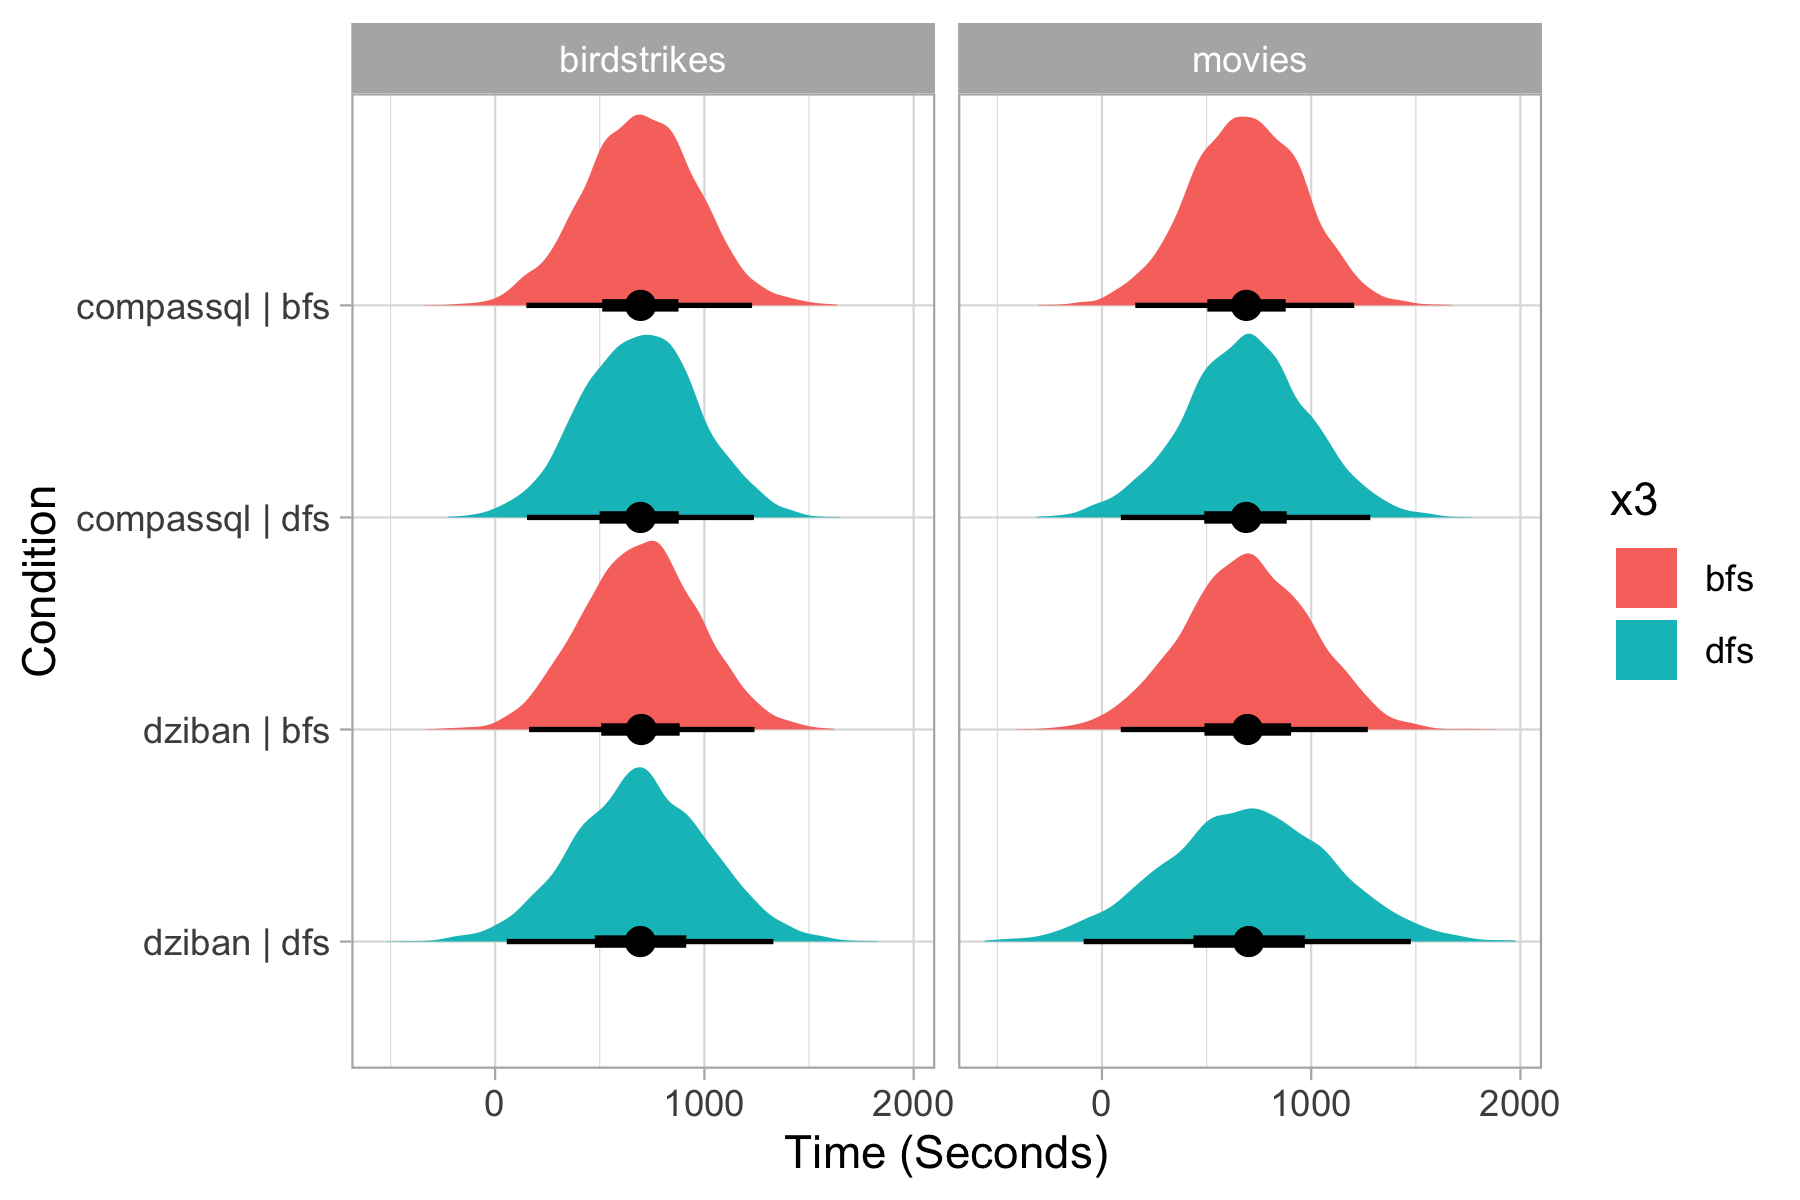 birdstrikes
movies
compassql | bfs
compassql | dfs
dziban | bfs
dziban | dfs
Condition
0
1000
2000
0
1000
2000
Time (Seconds)
x3
bfs
dfs